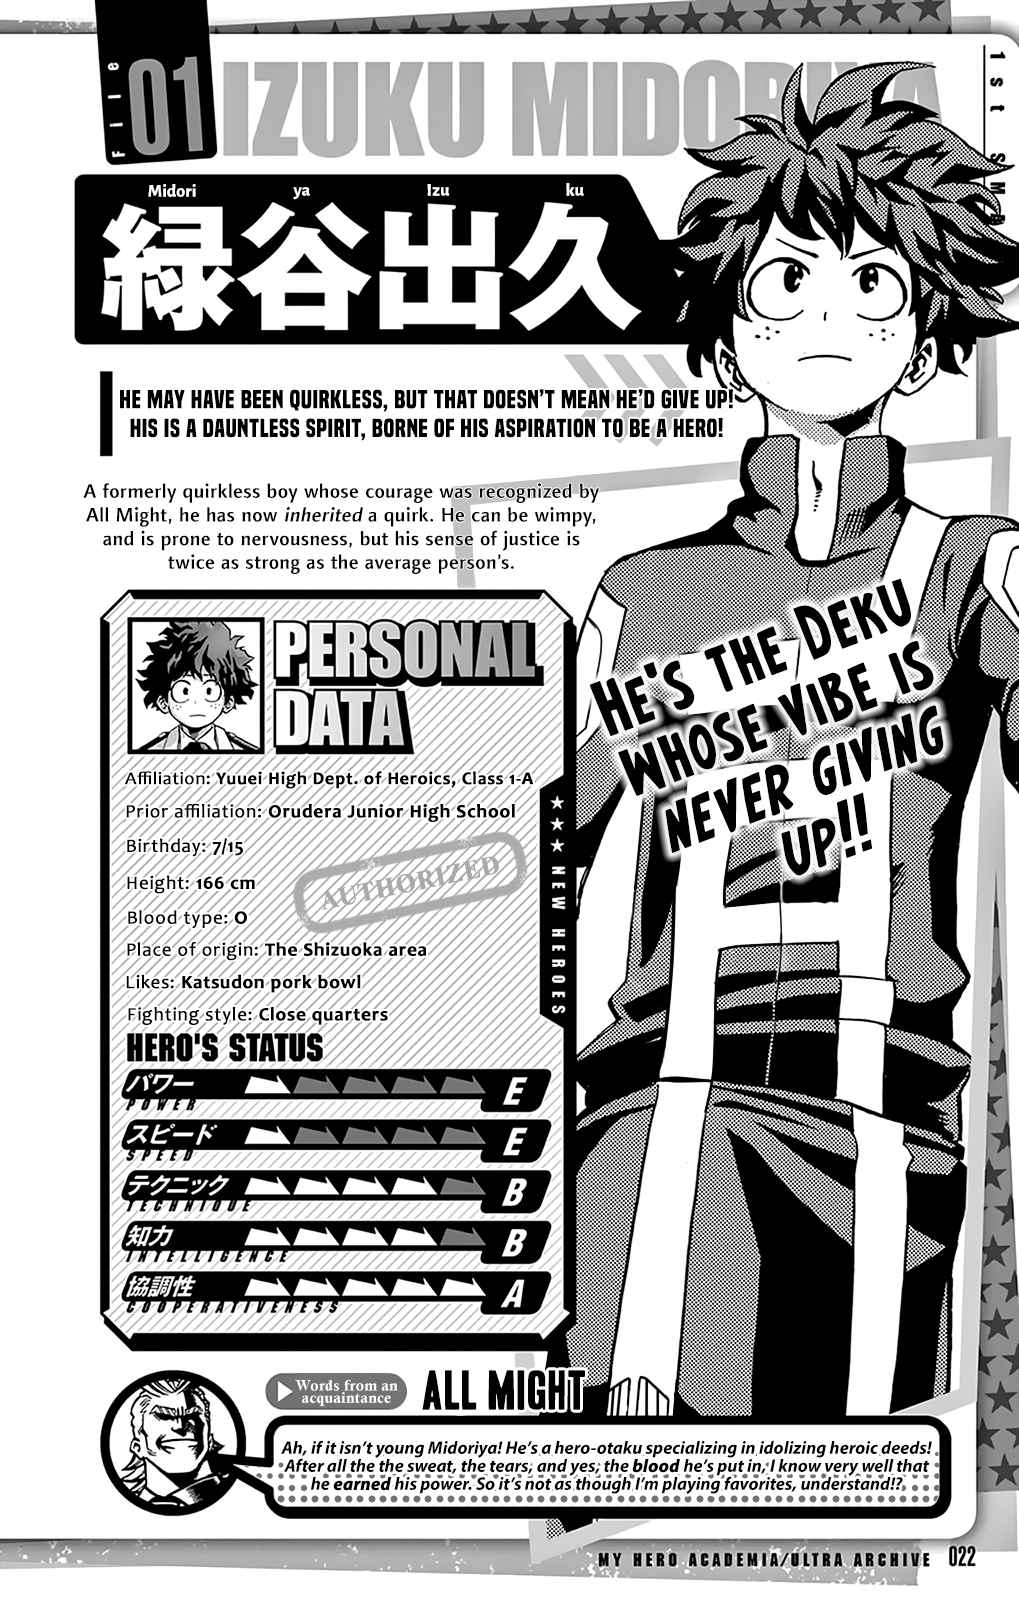 File
01
IZUKU MIDORIYA
1st SMA
Midori ya Izu ku
緑谷出久
HE MAY HAVE BEEN QUIRKLESS, BUT THAT DOESN'T MEAN HE'D GIVE UP!
HIS IS A DAUNTLESS SPIRIT, BORNE OF HIS ASPIRATION TO BE A HERO!
A formerly quirkless boy whose courage was recognized by
All Might, he has now inherited a quirk. He can be wimpy,
and is prone to nervousness, but his sense of justice is
twice as strong as the average person's.
PERSONAL
DATA
Affiliation: Yuuei High Dept. of Heroics, Class 1-A
Prior affiliation: Orudera Junior High School
Birthday: 7/15
Height: 166 cm
Blood type: O
Place of origin: The Shizuoka area
Likes: Katsudon pork bowl
Fighting style: Close quarters
AUTHORIZED
★★★ NEW HEROES
HE'S THE DEKU
WHOSE VIBE IS
NEVER GIVING
UP!!
HERO'S STATUS
パワー
POWER
E
スピード
SPEED
E
テクニック
TECHNIQUE
B
知力
INTELLIGENCE
B
協調性
COOPERATIVENESS
A
Words from an
acquaintance
ALL MIGHT
Ah, if it isn't young Midoriya! He's a hero-otaku specializing in idolizing heroic deeds!
After all the the sweat, the tears, and yes, the blood he's put in, I know very well that
he earned his power. So it's not as though I'm playing favorites, understand!?
MY HERO ACADEMIA/ULTRA ARCHIVE 022